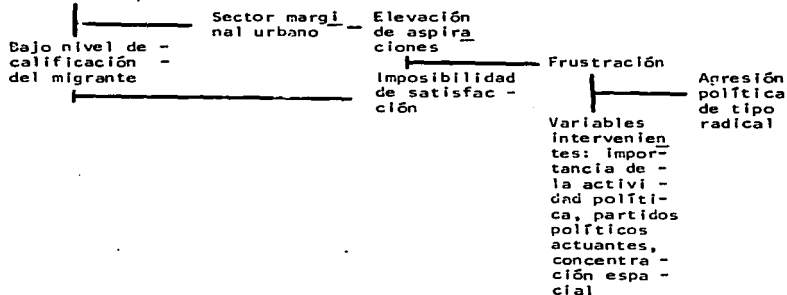 Sector margi
nal urbano
Elevación
de aspira
ciones
Bajo nivel de -
calificación -
del migrante
Imposibilidad
de satisfac -
ción
Frustración
Agresión
política
de tipo
radical
Variables
intervenien
tes: impor-
tancia de -
la activi -
dad políti-
ca, partidos
políticos
actuantes,
concentra -
ción espa -
cial